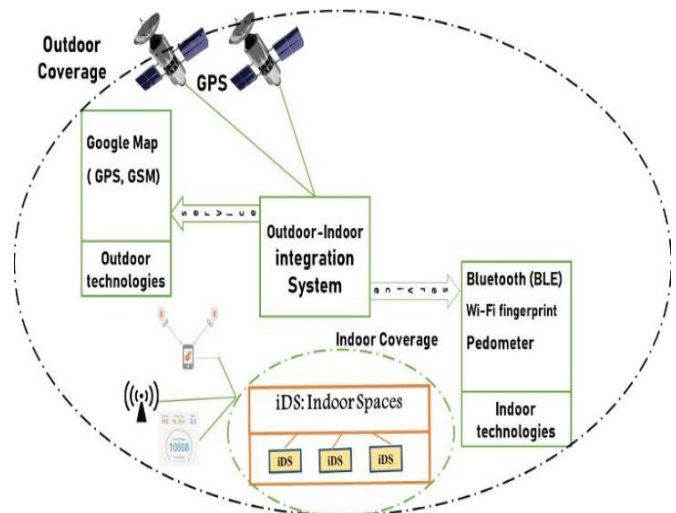 Outdoor
Coverage
GPS
Google Map
( GPS, GSM)
Outdoor
technologies
service
Outdoor-Indoor
integration
System
service
Bluetooth (BLE)
Wi-Fi fingerprint
Pedometer
Indoor
technologies
Indoor Coverage
10888
iDS: Indoor Spaces
iDS
iDS
iDS